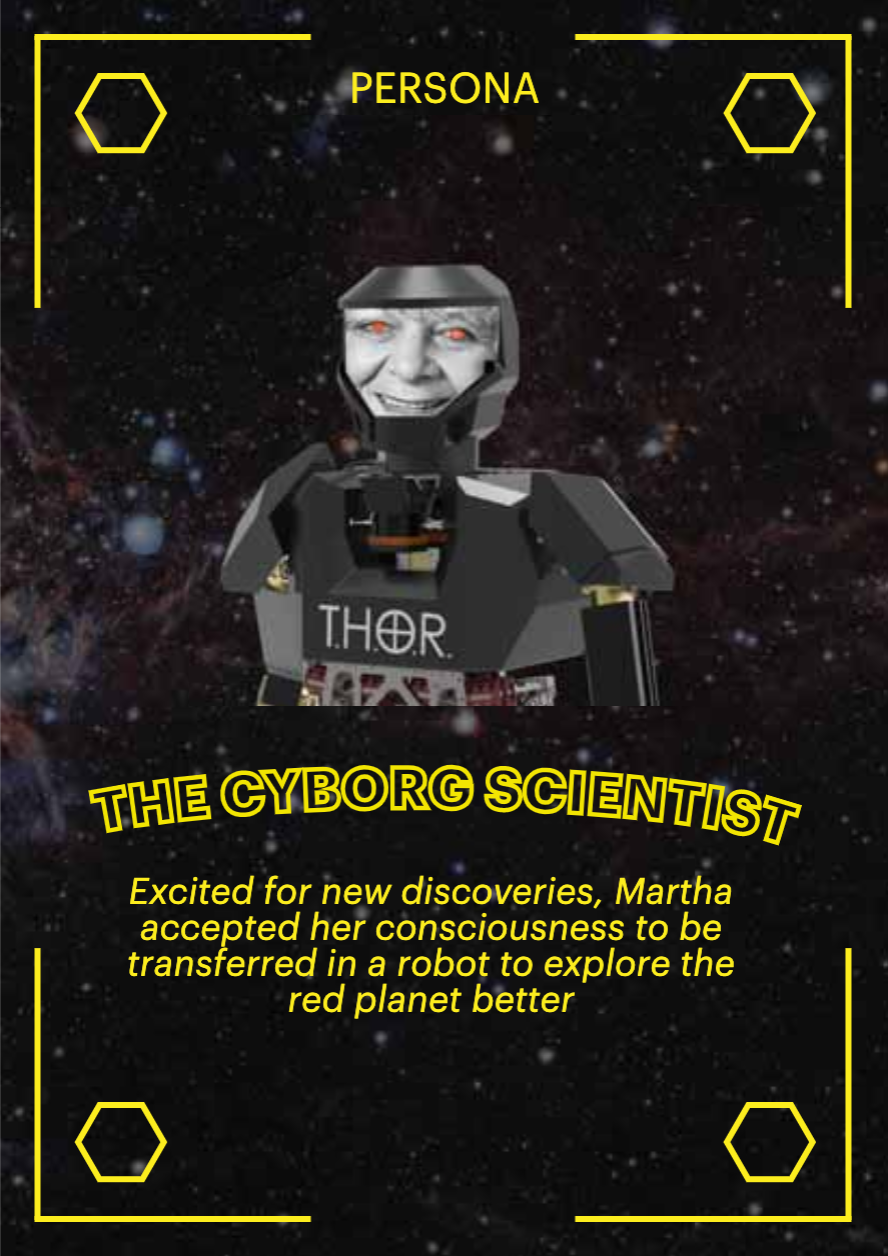 PERSONA
T.H.O.R.
THE CYBORG SCIENTIST
Excited for new discoveries, Martha
accepted her consciousness to be
transferred in a robot to explore the
red planet better